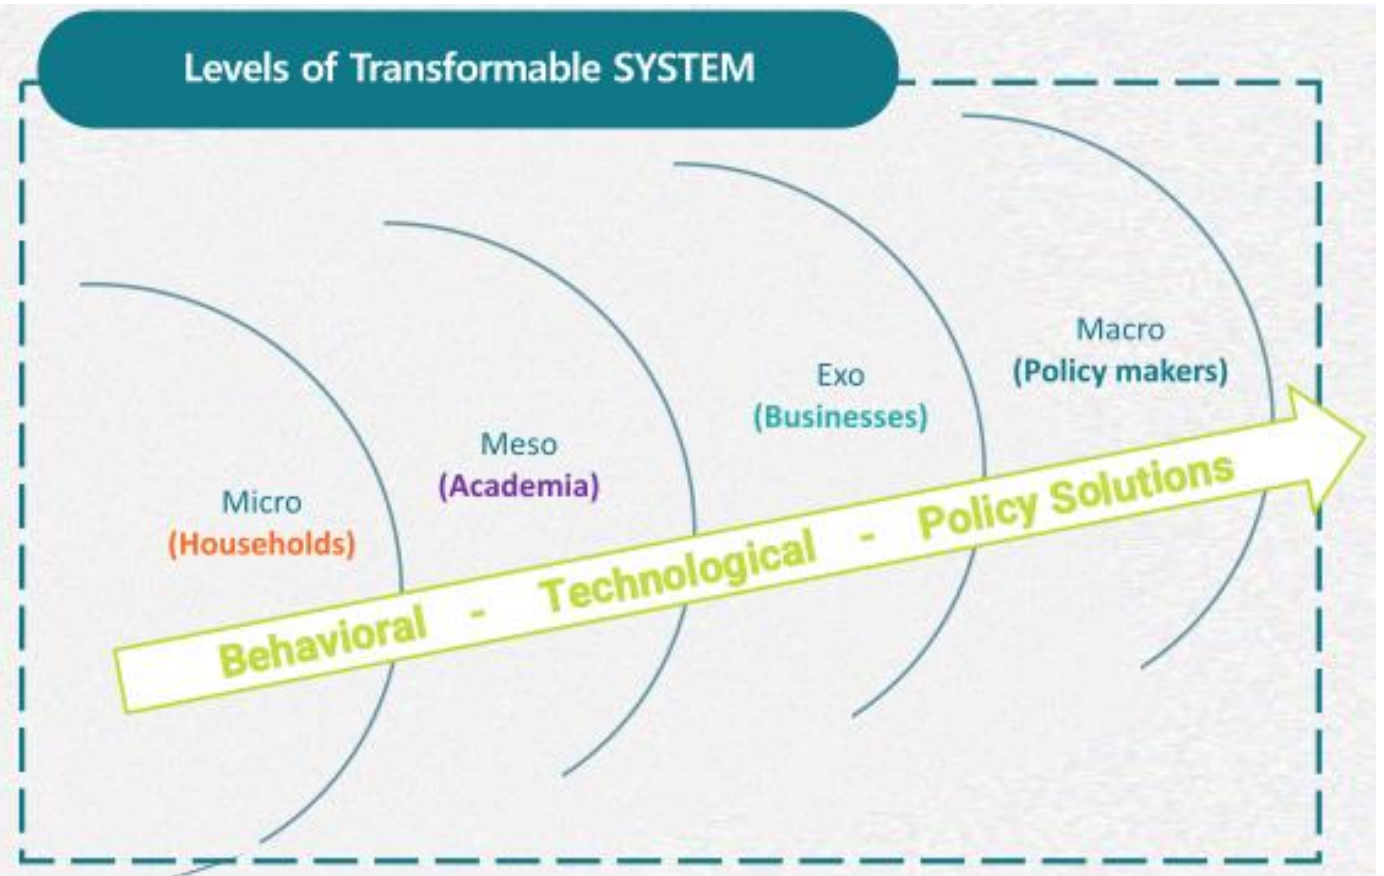 Levels of Transformable SYSTEM
Micro
(Households)
Meso
(Academia)
Exo
(Businesses)
Macro
(Policy makers)
Behavioral - Technological - Policy Solutions